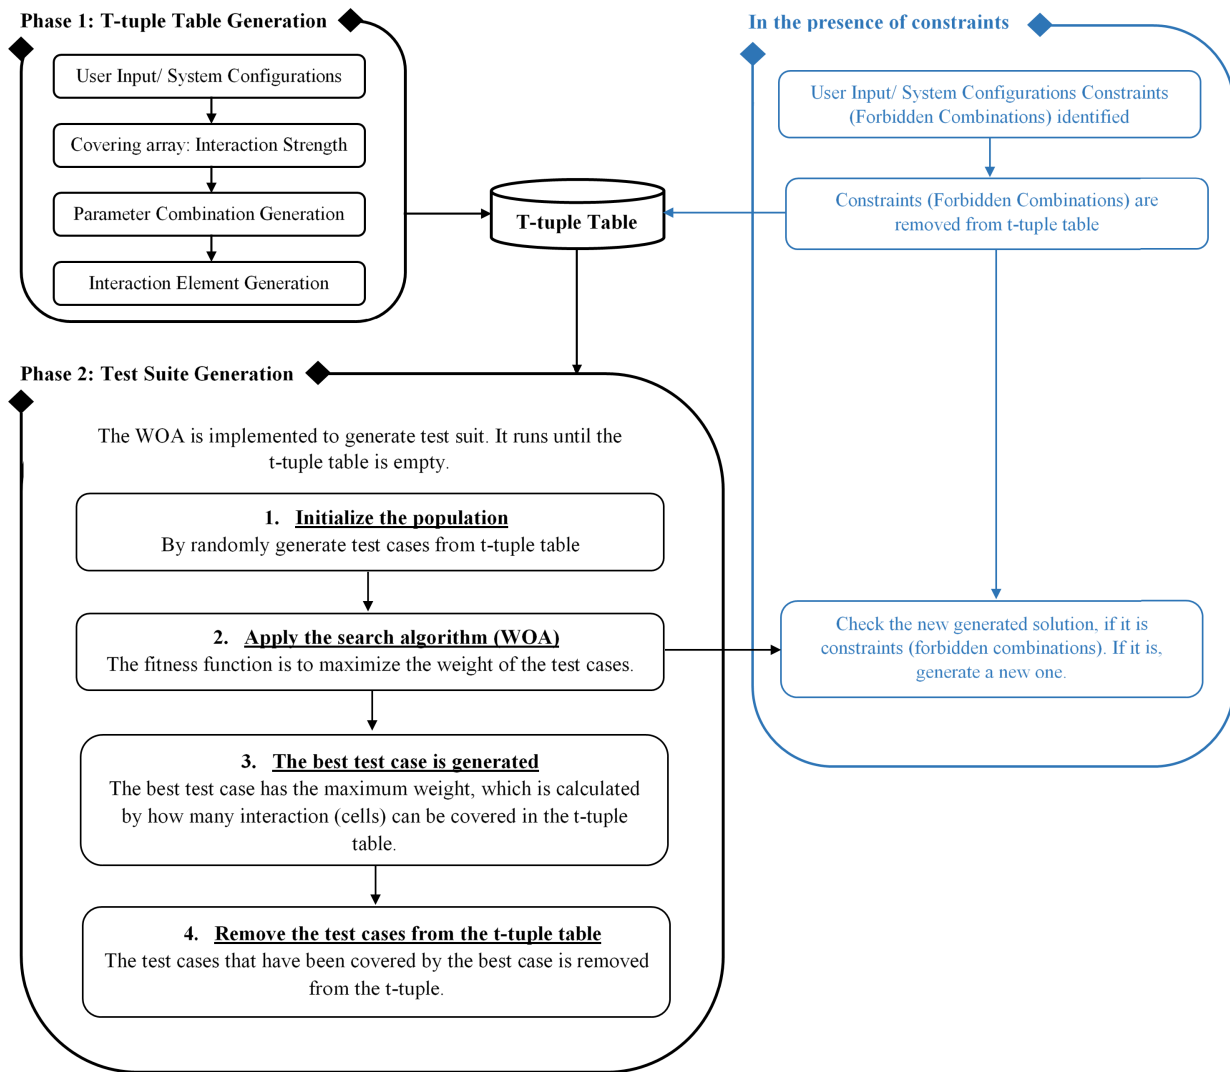 Phase 1: T-tuple Table Generation
User Input/ System Configurations
Covering array: Interaction Strength
Parameter Combination Generation
Interaction Element Generation
T-tuple Table
In the presence of constraints
User Input/ System Configurations Constraints
(Forbidden Combinations) identified
Constraints (Forbidden Combinations) are
removed from t-tuple table
Check the new generated solution, if it is
constraints (forbidden combinations). If it is,
generate a new one.
Phase 2: Test Suite Generation
The WOA is implemented to generate test suit. It runs until the
t-tuple table is empty.
1. Initialize the population
By randomly generate test cases from t-tuple table
2. Apply the search algorithm (WOA)
The fitness function is to maximize the weight of the test cases.
3. The best test case is generated
The best test case has the maximum weight, which is calculated
by how many interaction (cells) can be covered in the t-tuple
table.
4. Remove the test cases from the t-tuple table
The test cases that have been covered by the best case is removed
from the t-tuple.